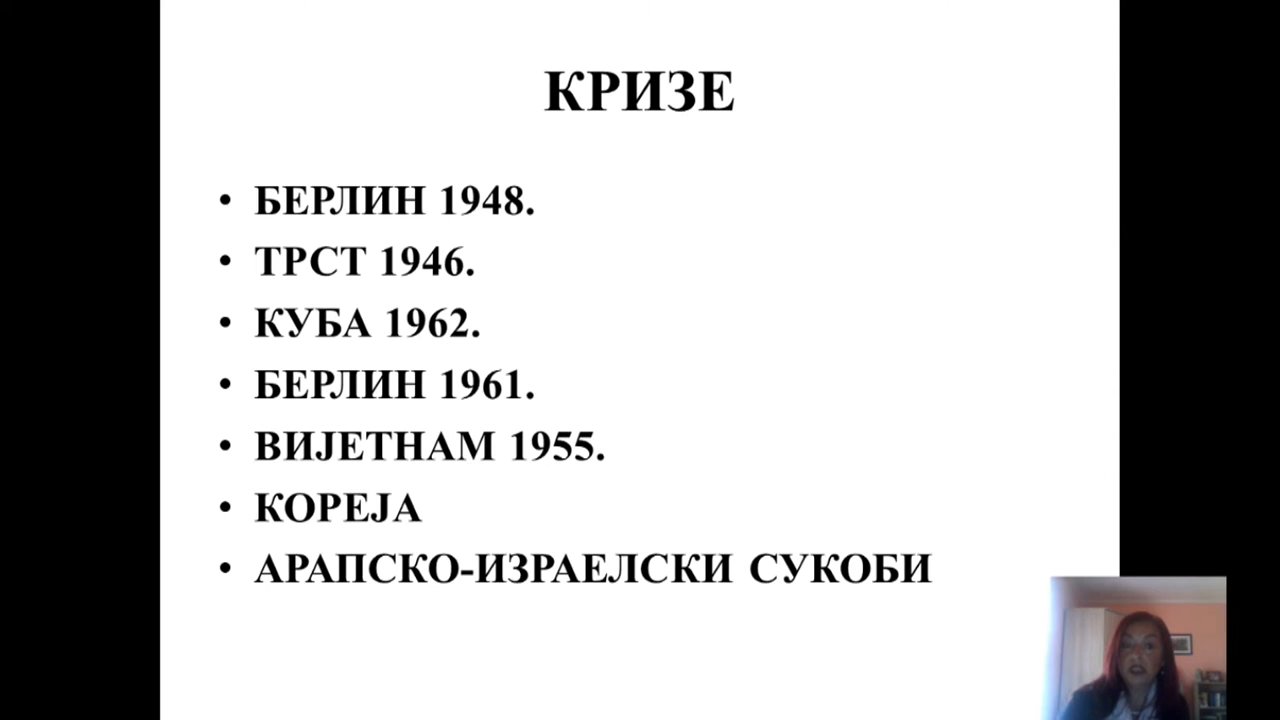 КРИЗЕ
• БЕРЛИН 1948.
• ТРСТ 1946.
• КУБА 1962.
• БЕРЛИН 1961.
• ВИЈЕТНАМ 1955.
• КОРЕЈА
• АРАПСКО-ИЗРАЕЛСКИ СУКОБИ